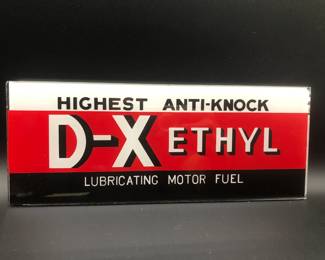 HIGHEST ANTI-KNOCK
D-X ETHYL
LUBRICATING MOTOR FUEL